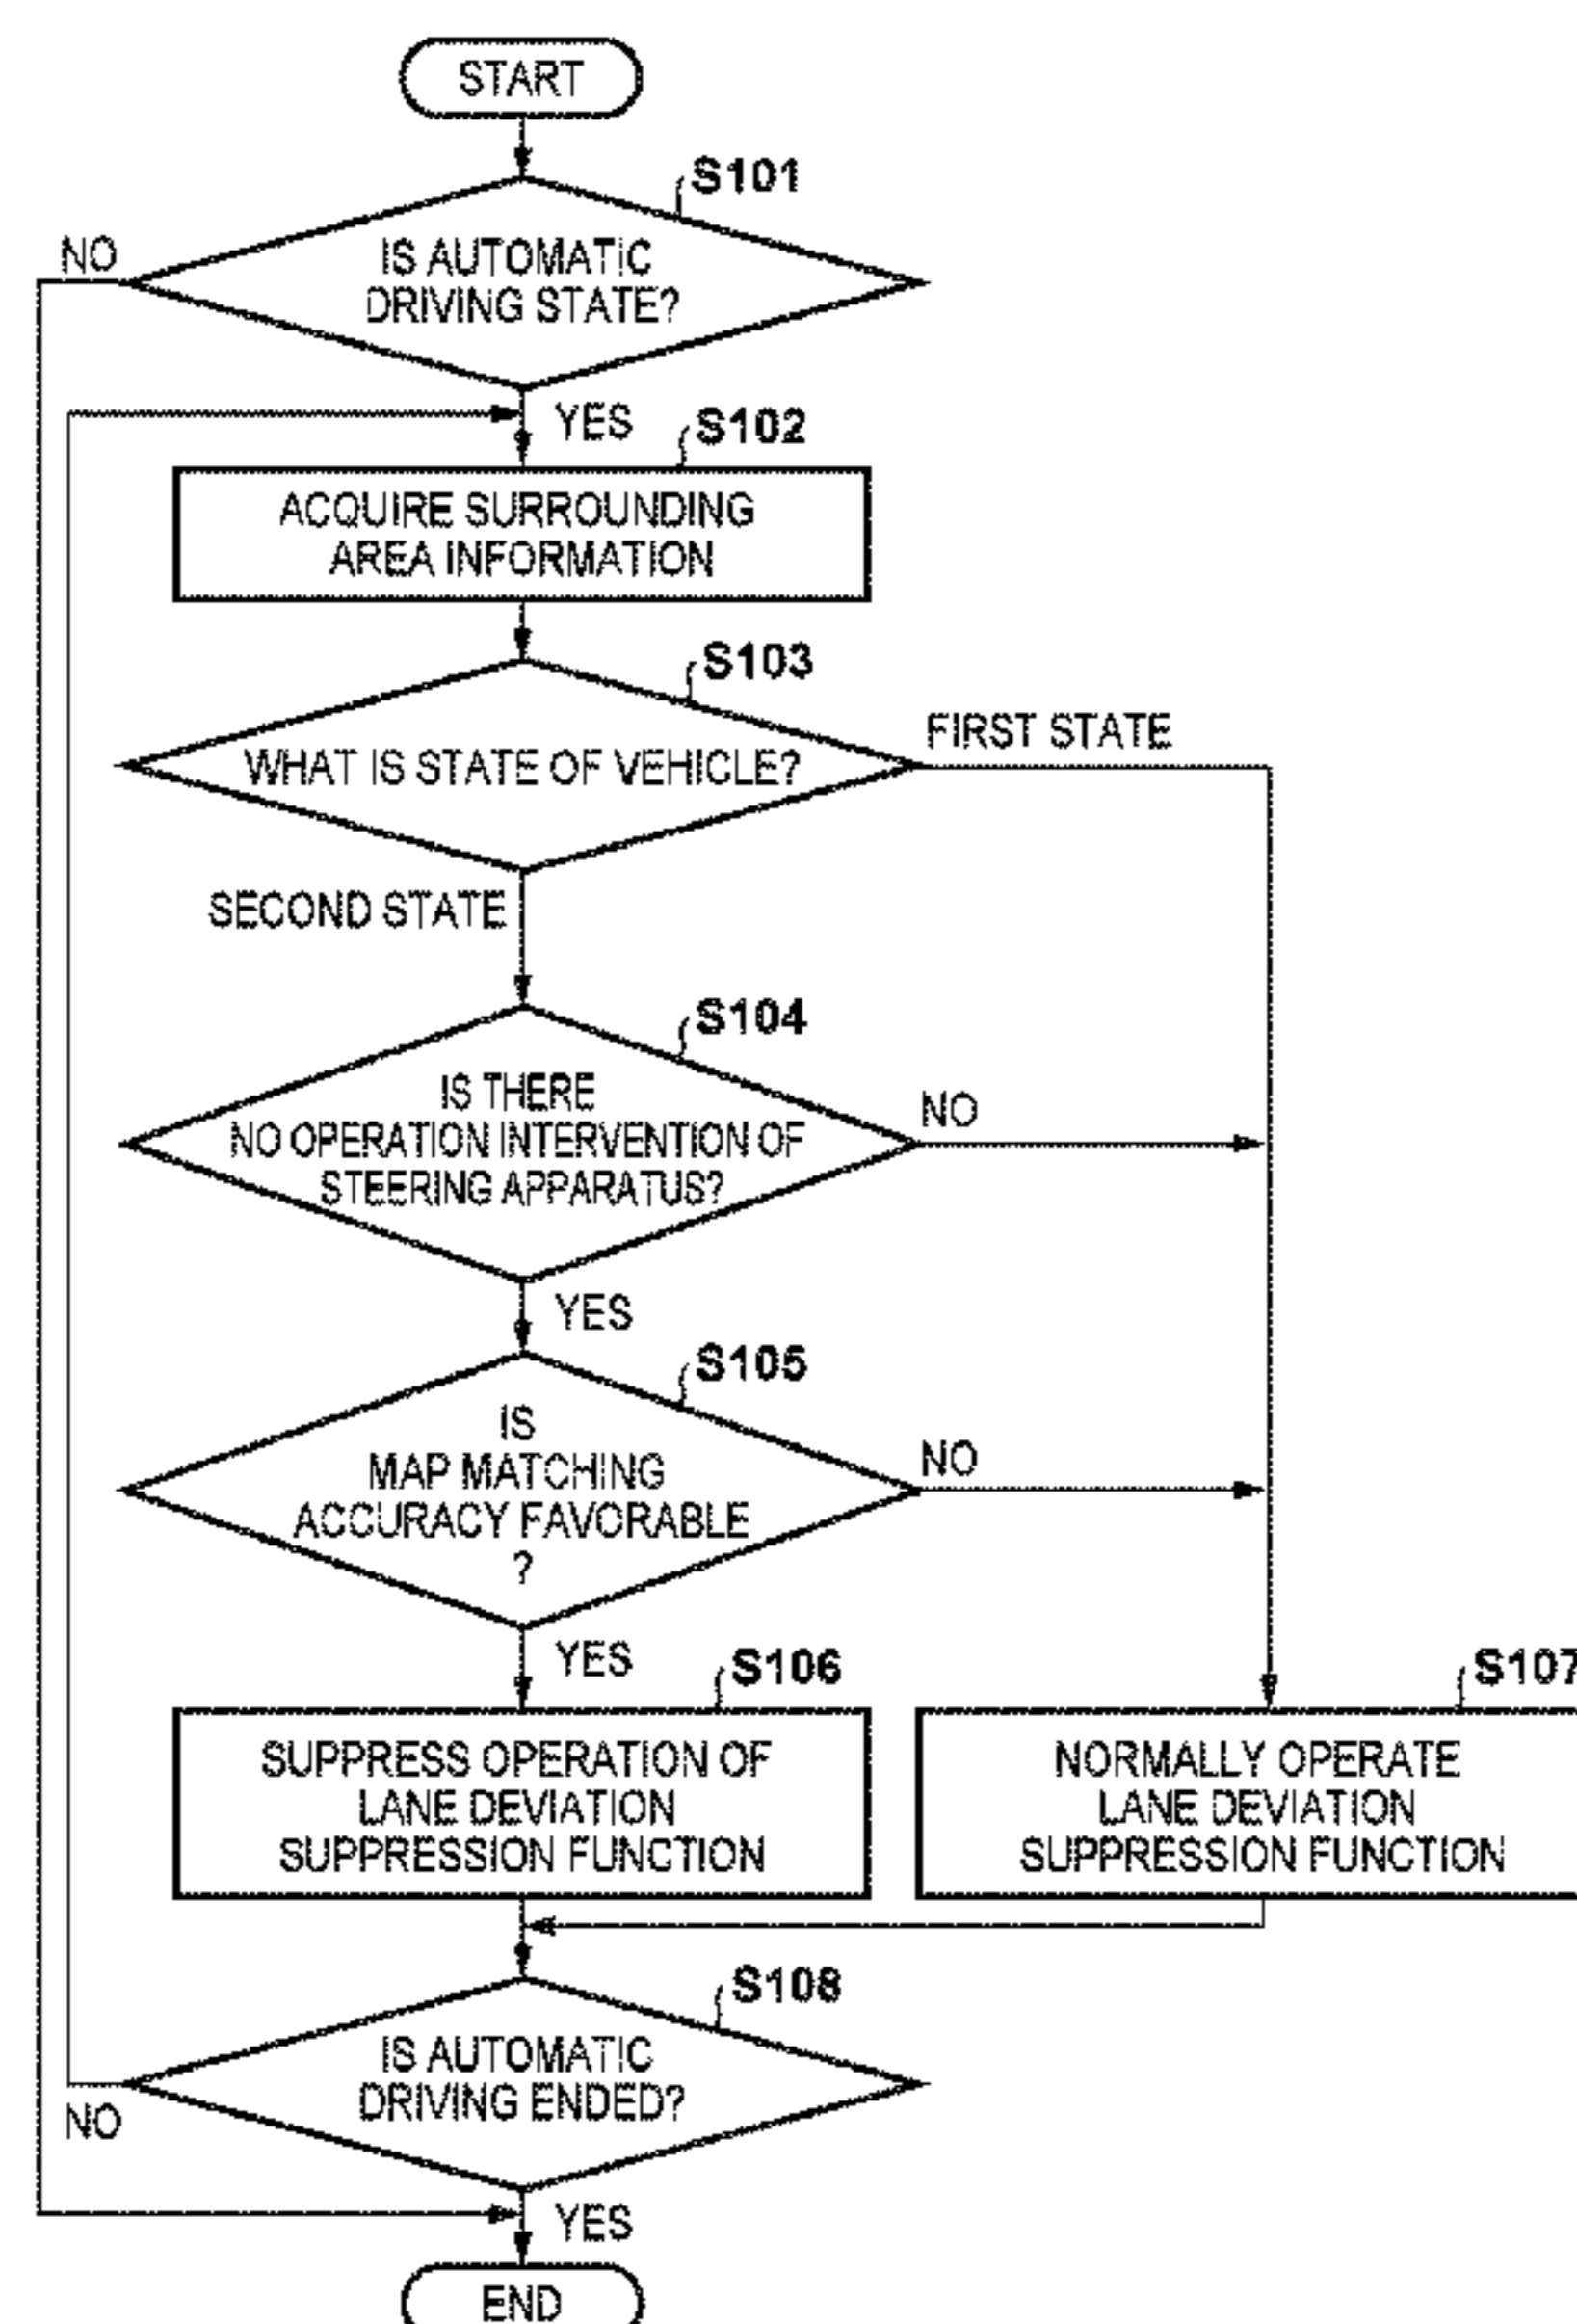 START
S101
NO
IS AUTOMATIC
DRIVING STATE?
YES
S102
ACQUIRE SURROUNDING
AREA INFORMATION
S103
FIRST STATE
WHAT IS STATE OF VEHICLE?
SECOND STATE
S104
IS THERE
NO OPERATION INTERVENTION OF
STEERING APPARATUS?
NO
YES
S105
IS
MAP MATCHING
ACCURACY FAVORABLE
?
NO
YES
S106
S107
SUPPRESS OPERATION OF
LANE DEVIATION
SUPPRESSION FUNCTION
NORMALLY OPERATE
LANE DEVIATION
SUPPRESSION FUNCTION
S108
IS AUTOMATIC
DRIVING ENDED?
NO
YES
END